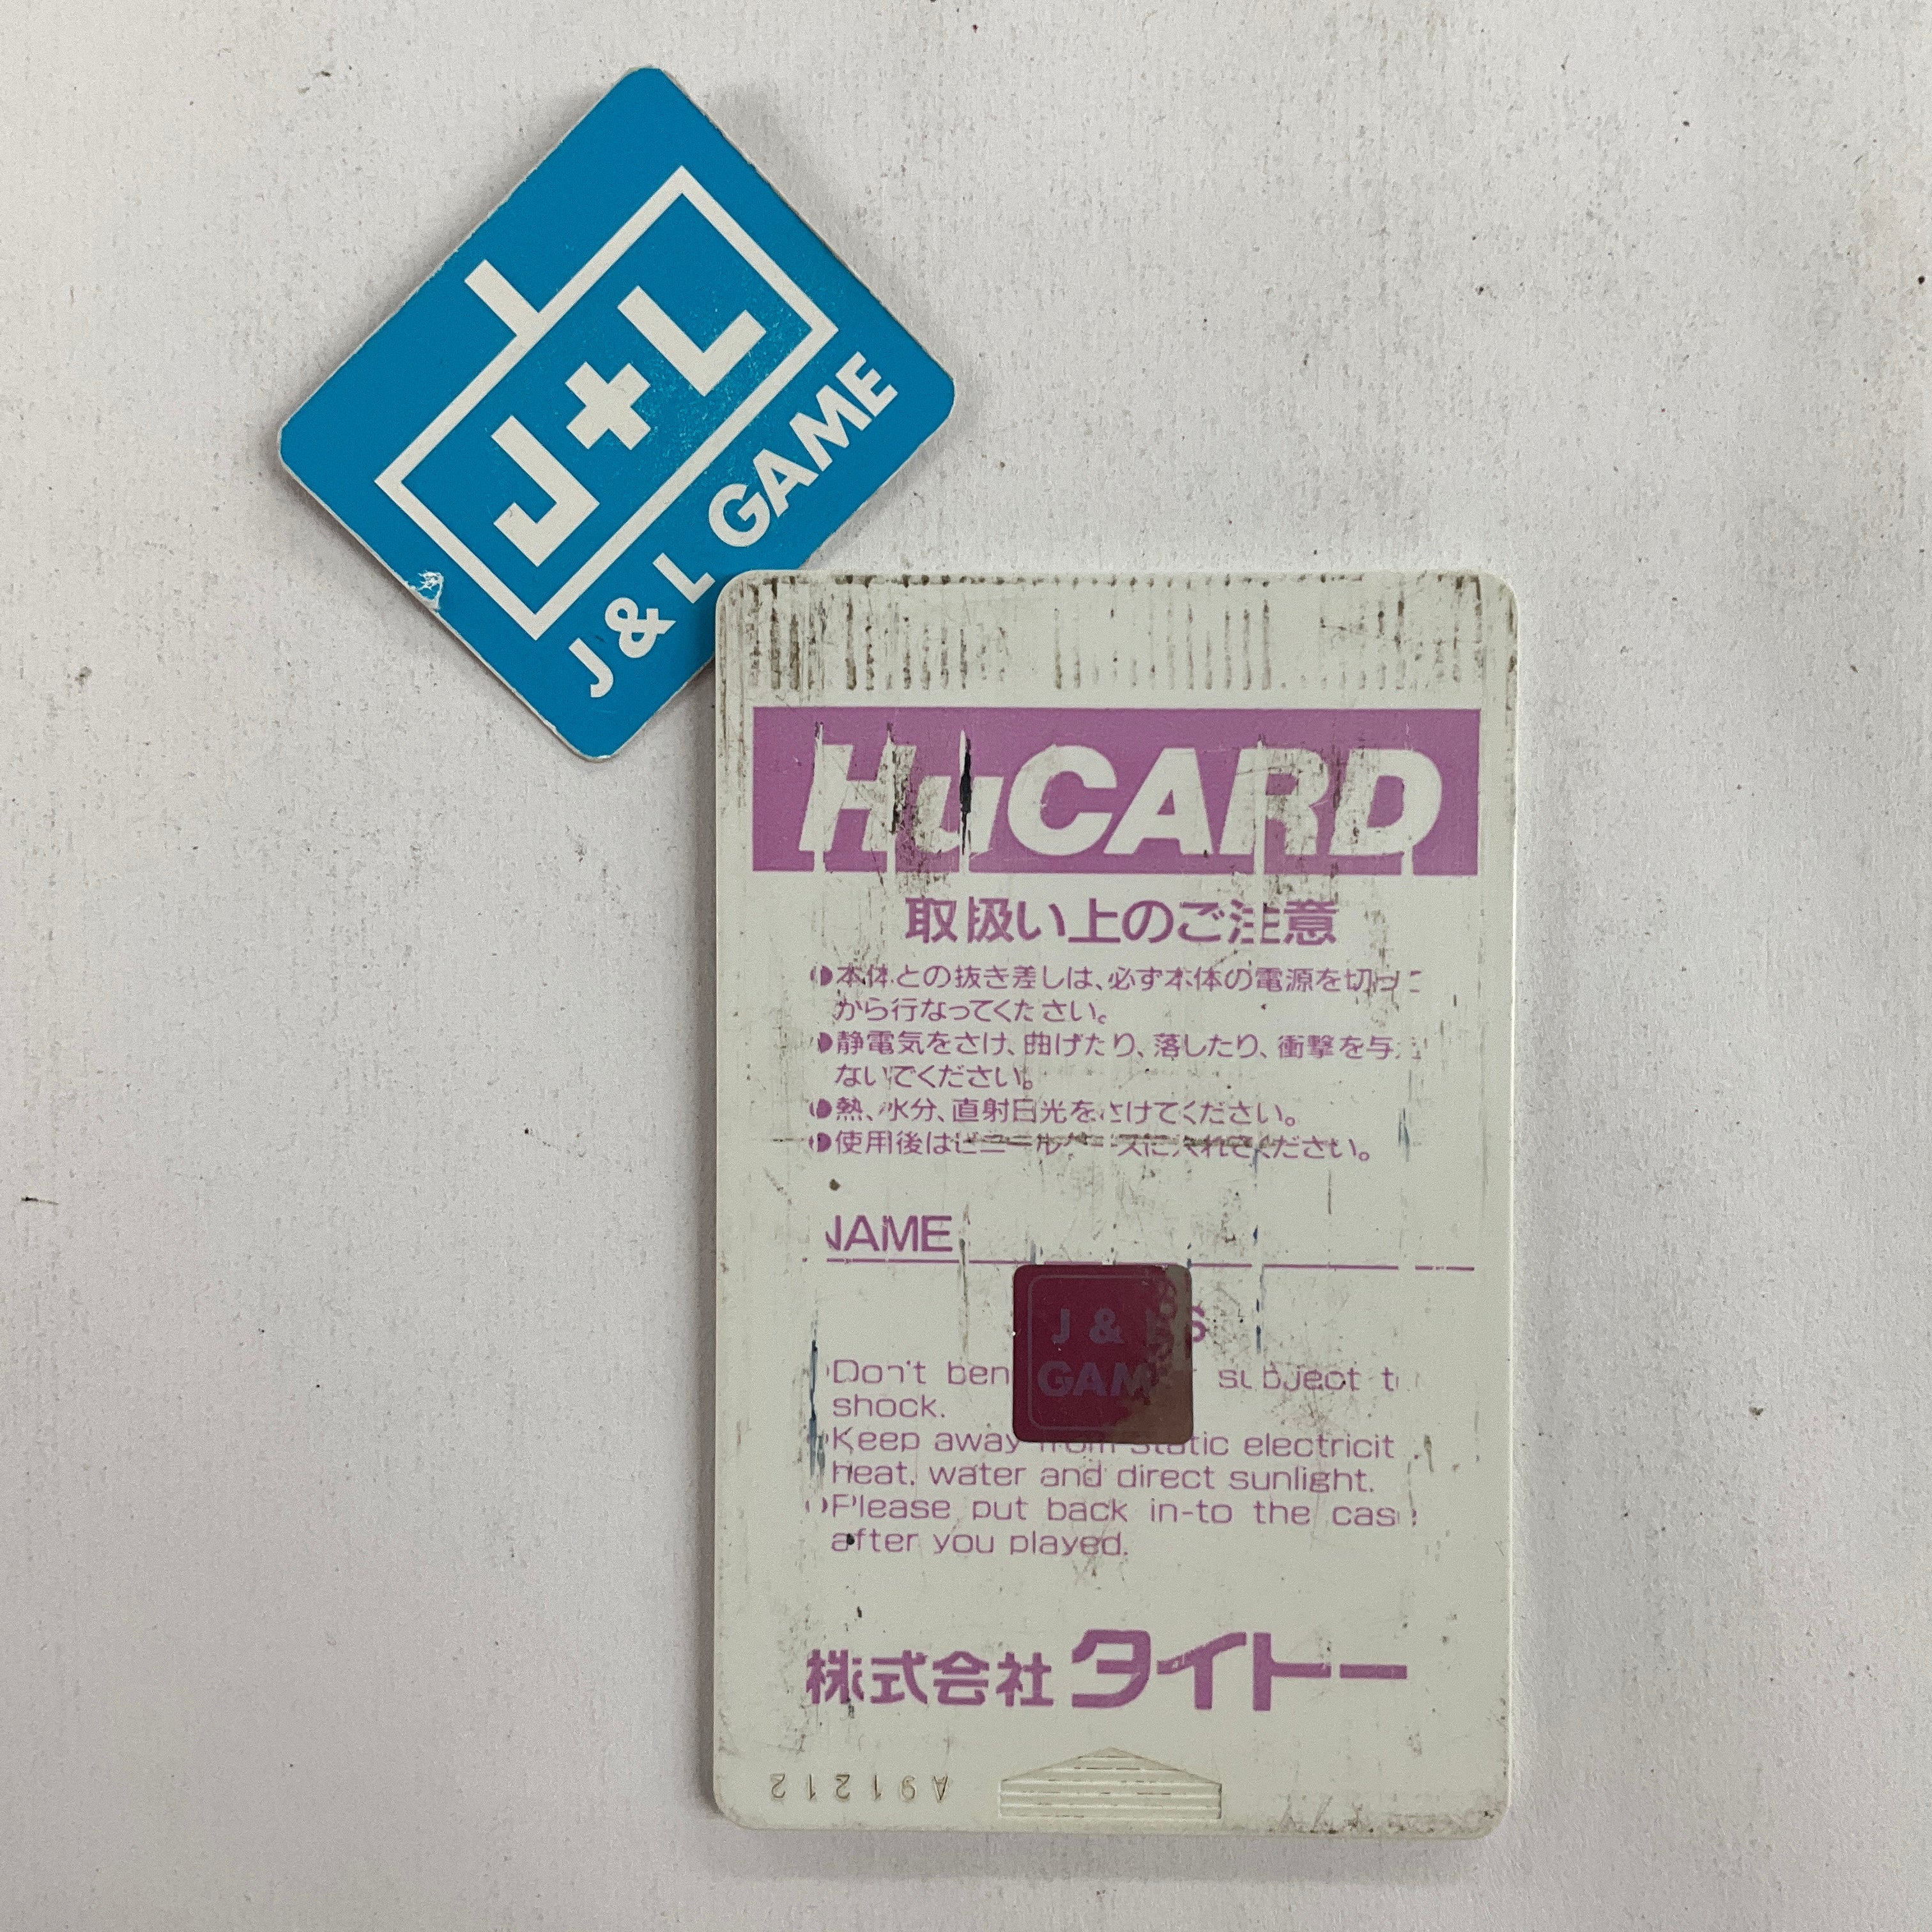 J+L
J & L GAME
HuCARD
取扱い上のご注意
●本体との抜き差しは、必ず本体の電源を切っ
から行なってください。
●静電気をさけ、曲げたり、落したり、衝撃を与え
ないでください。
●熱、水分、直射日光をさけてください。
●使用後はビニールケースに入れてください。
NAME
J &
GAME
Don't ben subject to
shock.
Keep away from static electricit
heat, water and direct sunlight.
●Please put back in-to the case
after you played.
株式会社 タイトー
A91212